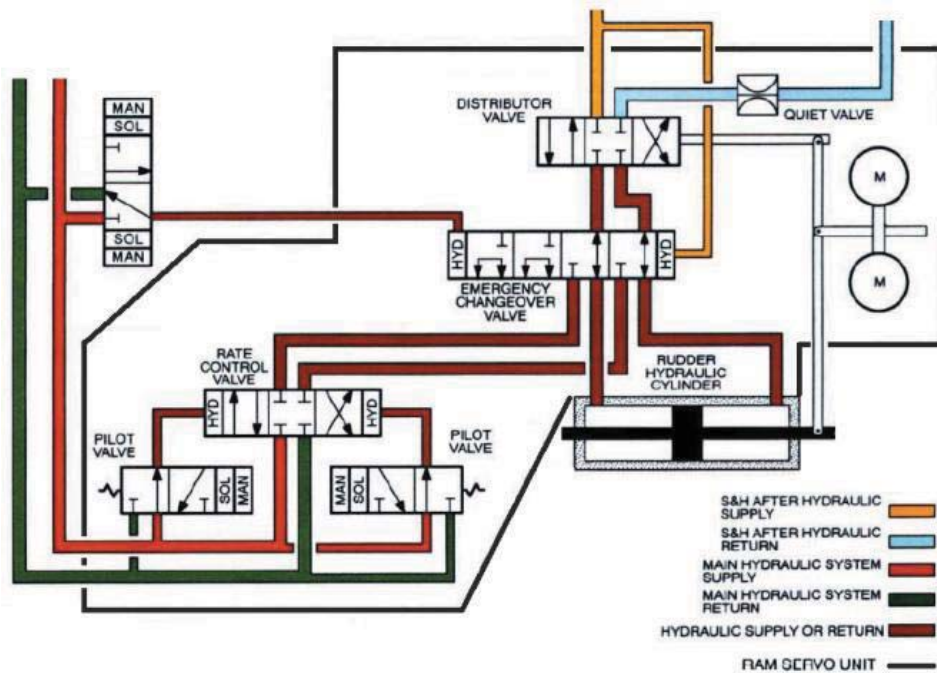 MAN
SOL
SOL
MAN
DISTRIBUTOR
VALVE
QUIET VALVE
M
M
HYD
HYD
EMERGENCY
CHANGEOVER
VALVE
RATE
CONTROL
VALVE
HYD
HYD
RUDDER
HYDRAULIC
CYLINDER
PILOT
VALVE
SOL
MAN
PILOT
VALVE
MAN
SOL
S&H AFTER HYDRAULIC
SUPPLY
S&H AFTER HYDRAULIC
RETURN
MAIN HYDRAULIC SYSTEM
SUPPLY
MAIN HYDRAULIC SYSTEM
RETURN
HYDRAULIC SUPPLY OR RETURN
RAM SERVO UNIT